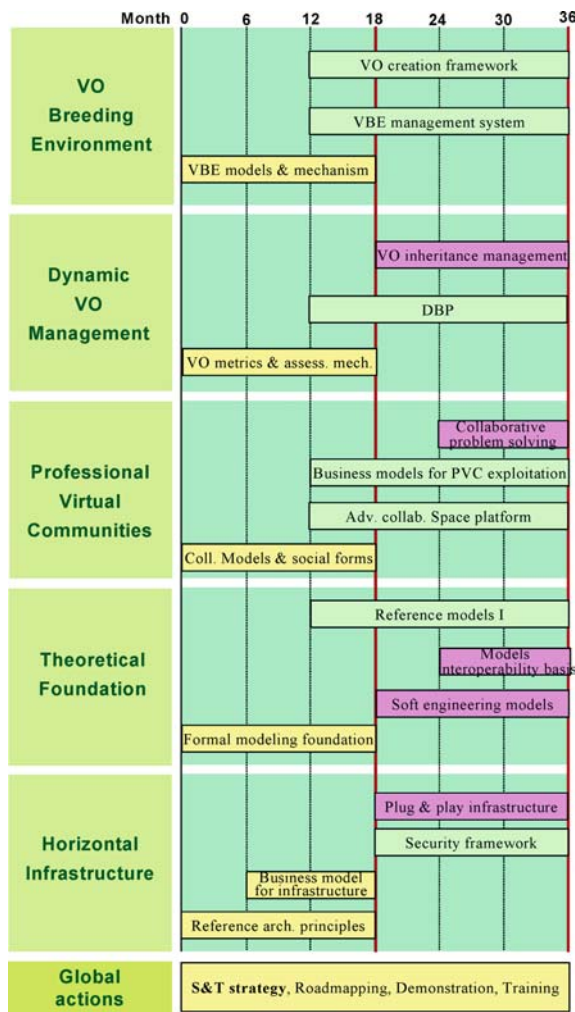 Month 0 6 12 18 24 30 36
VO
Breeding
Environment
VO creation framework
VBE management system
VBE models & mechanism
Dynamic
VO
Management
VO inheritance management
DBP
VO metrics & assess. mech.
Professional
Virtual
Communities
Collaborative
problem solving
Business models for PVC exploitation
Adv. collab. Space platform
Coll. Models & social forms
Theoretical
Foundation
Reference models I
Models
interoperability basis
Soft engineering models
Formal modeling foundation
Horizontal
Infrastructure
Plug & play infrastructure
Security framework
Business model
for infrastructure
Reference arch. principles
Global
actions
S&T strategy, Roadmapping, Demonstration, Training